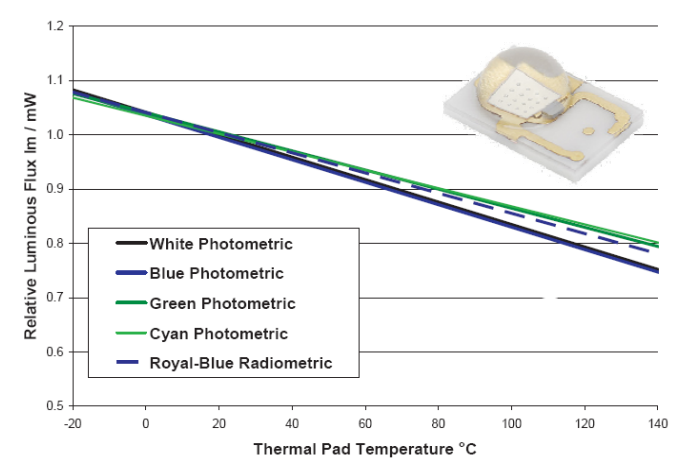 1.2
1.1
1.0
0.9
0.8
0.7
0.6
0.5
Relative Luminous Flux lm / mW
White Photometric
Blue Photometric
Green Photometric
Cyan Photometric
Royal-Blue Radiometric
-20 0 20 40 60 80 100 120 140
Thermal Pad Temperature °C